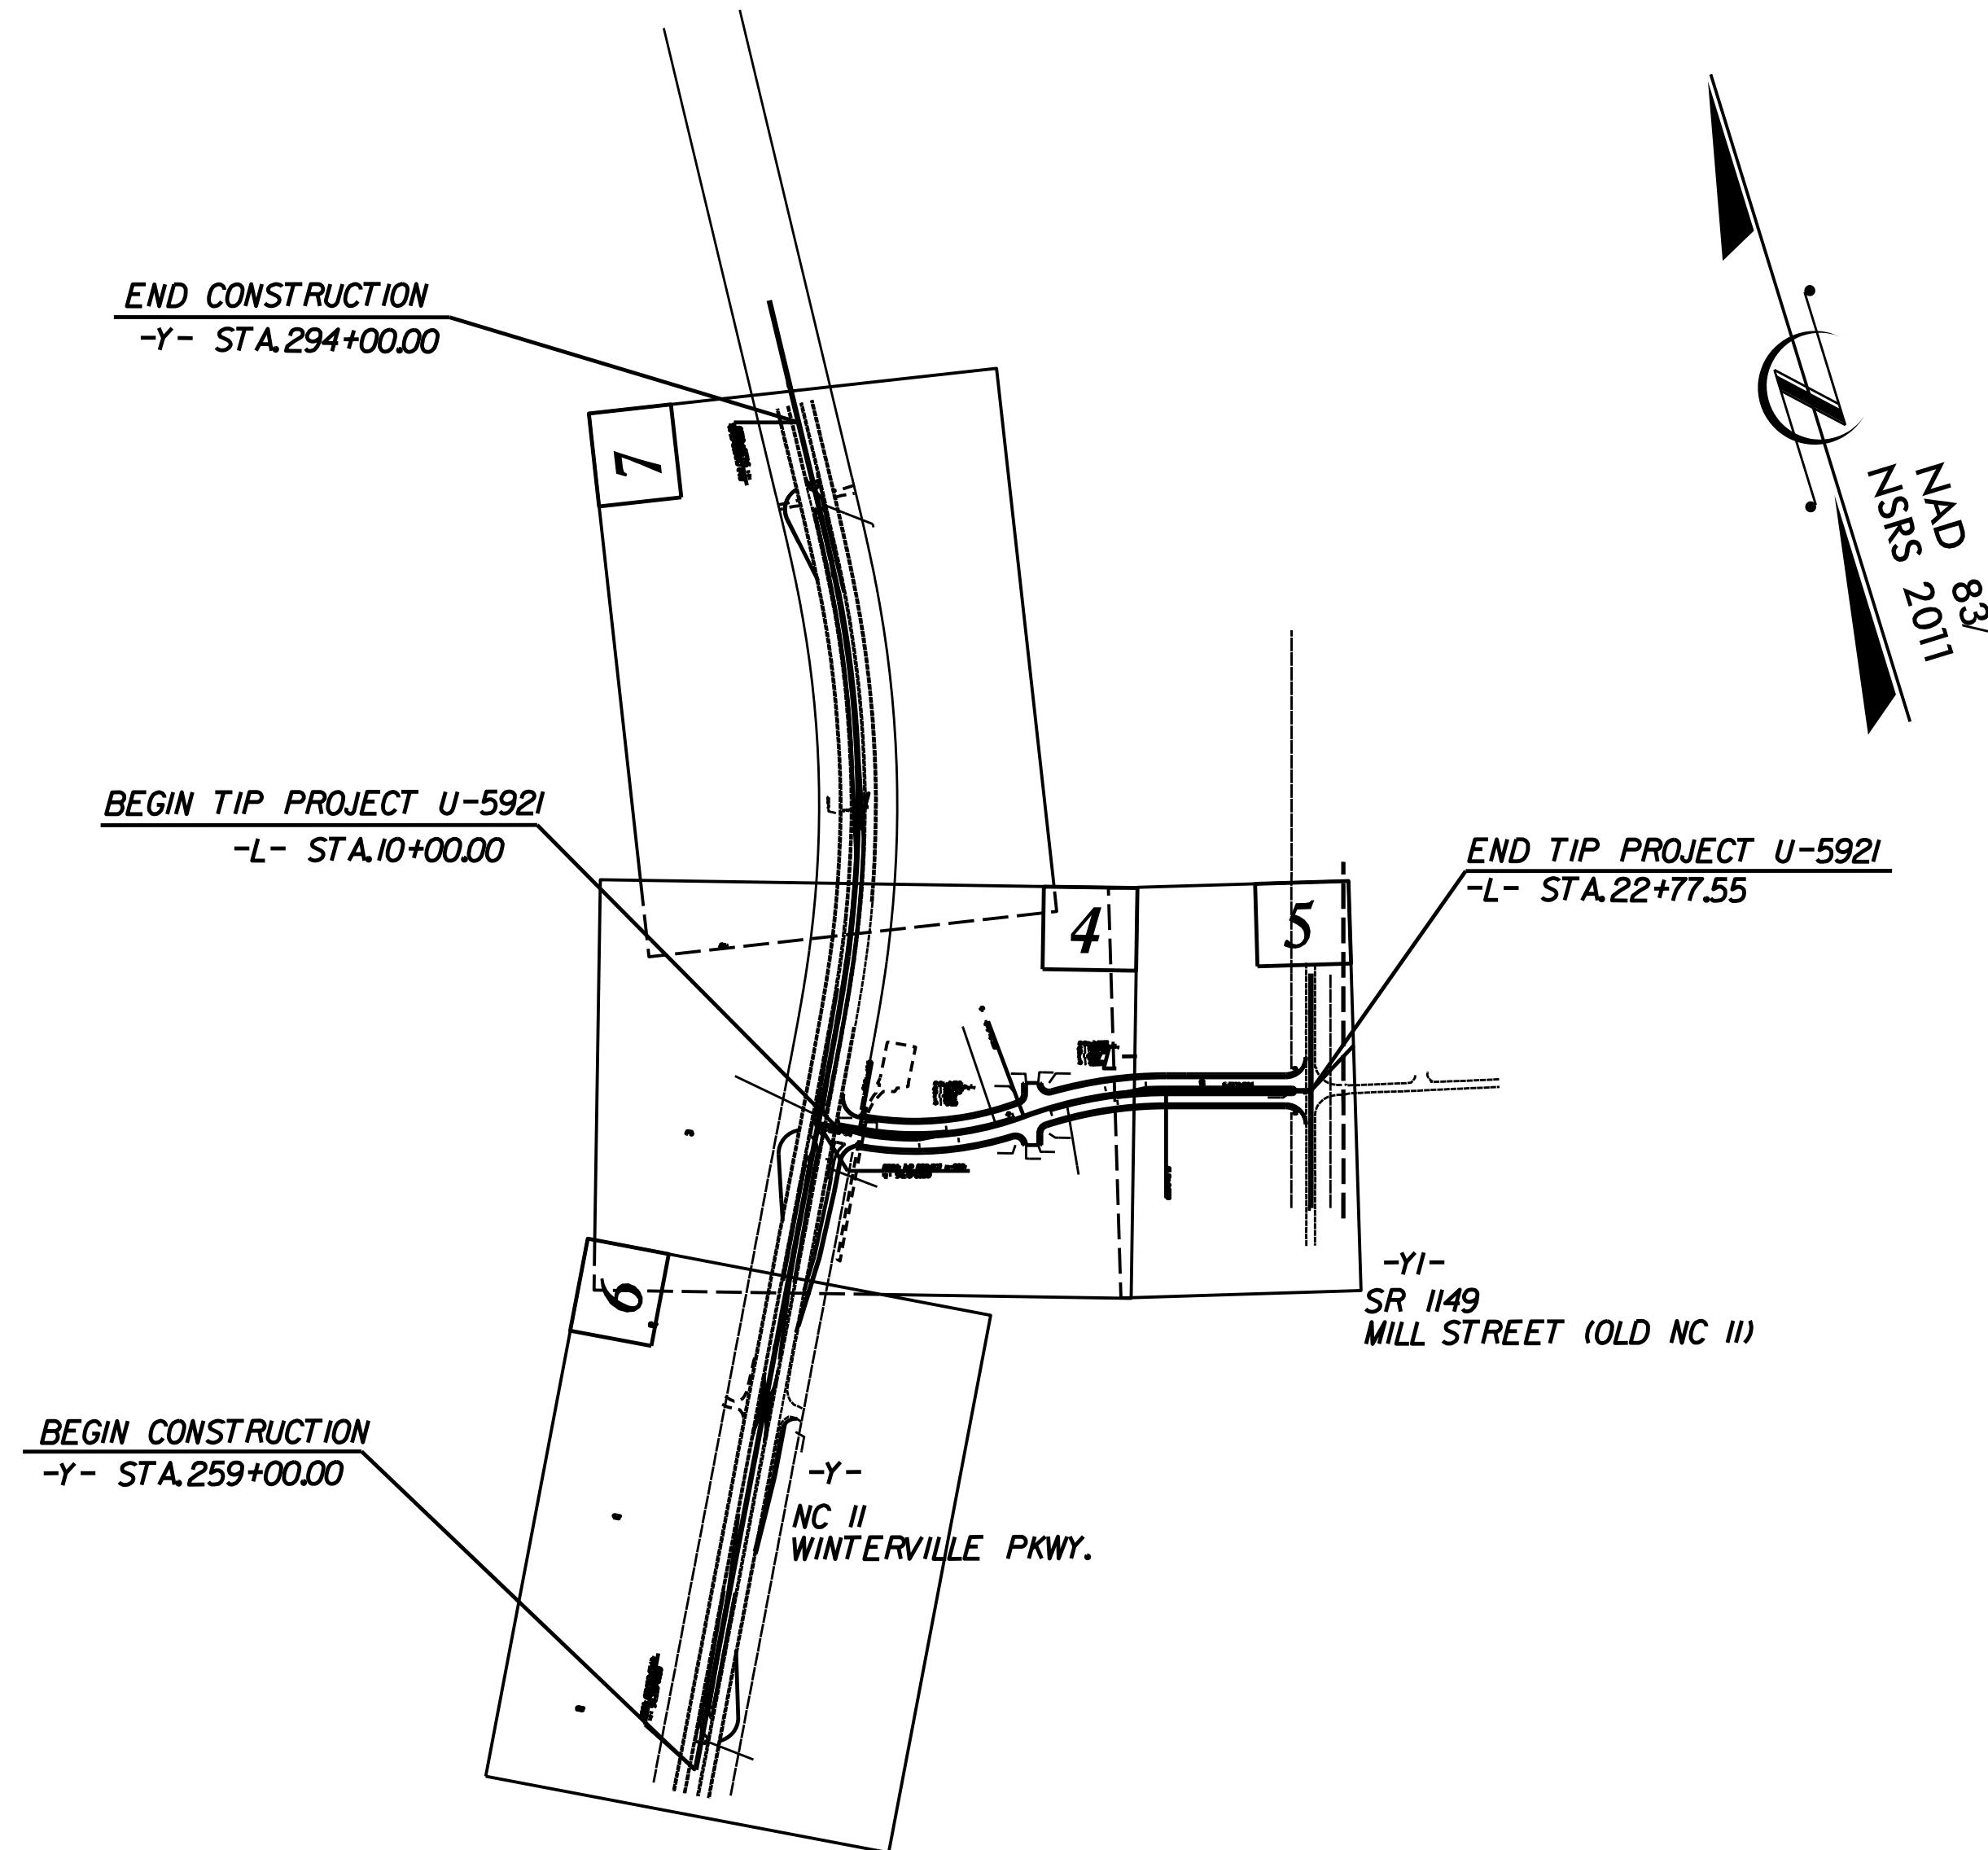 END CONSTRUCTION
-Y- STA.294+00.00
7
NAD 83/
NSRS 2011
BEGIN TIP PROJECT U-5921
-L- STA.10+00.00
END TIP PROJECT U-5921
-L- STA.22+77.55
4
5
6
-Y1-
SR 1149
MILL STREET (OLD NC 11)
BEGIN CONSTRUCTION
-Y- STA.259+00.00
-Y-
NC 11
WINTERVILLE PKWY.